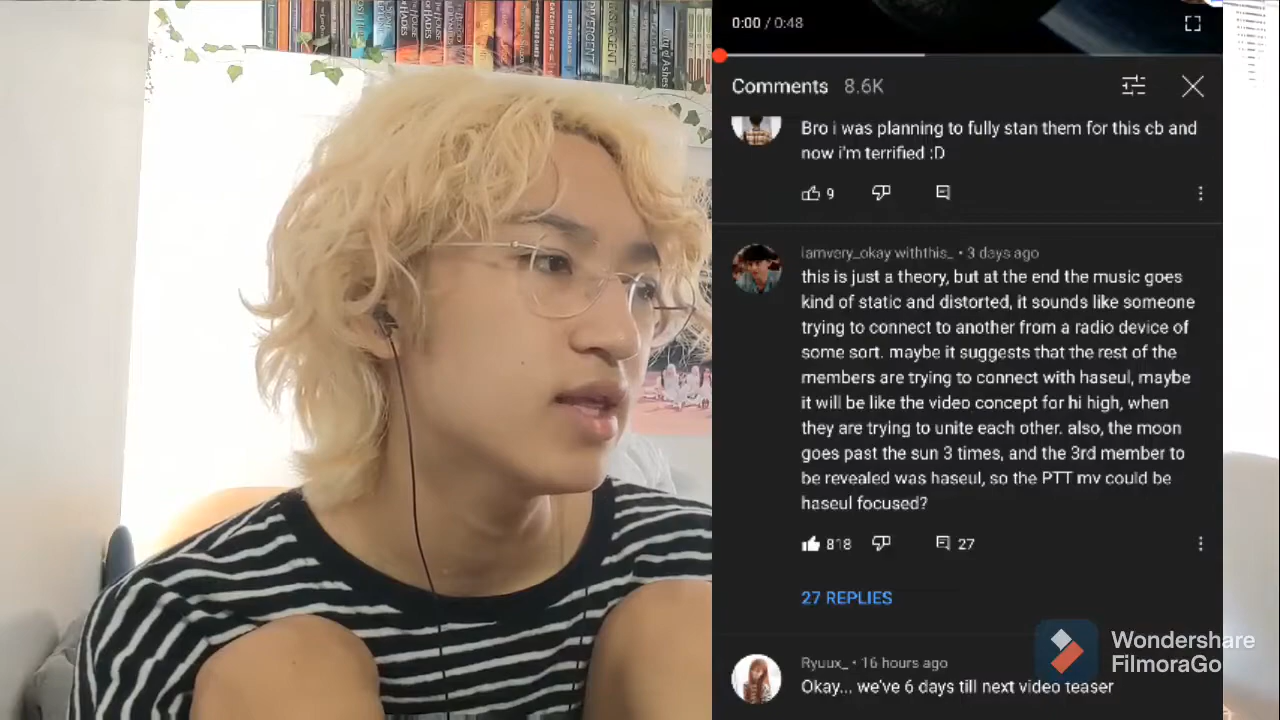 HOUSE OF HADES
DIVERGENT
City of Ashes
0:00 / 0:48
Comments 8.6K
Bro i was planning to fully stan them for this cb and
now i'm terrified :D
9
iamvery_okay withthis_ • 3 days ago
this is just a theory, but at the end the music goes
kind of static and distorted, it sounds like someone
trying to connect to another from a radio device of
some sort. maybe it suggests that the rest of the
members are trying to connect with haseul, maybe
it will be like the video concept for hi high, when
they are trying to unite each other. also, the moon
goes past the sun 3 times, and the 3rd member to
be revealed was haseul, so the PTT mv could be
haseul focused?
818 27
27 REPLIES
Ryuux_ • 16 hours ago
Okay... we've 6 days till next video teaser
Wondershare
FilmoraGo